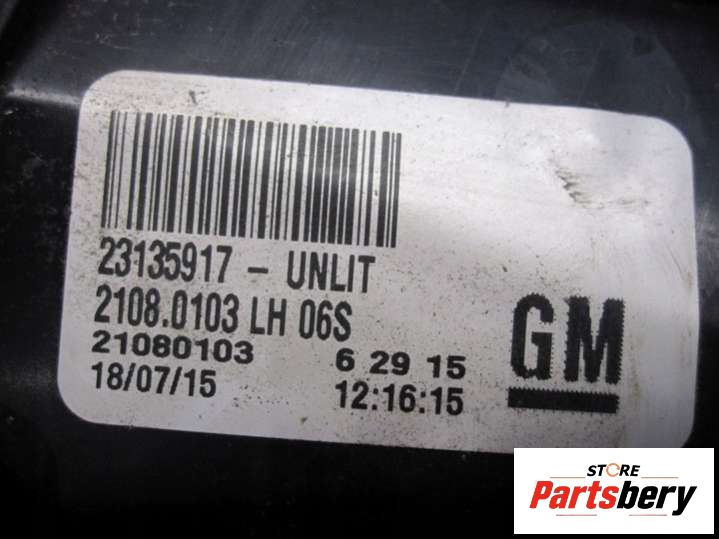 23135917 - UNLIT
2108.0103 LH 06S
21080103 6 29 15
18/07/15 12:16:15
GM
STORE
Partsbery